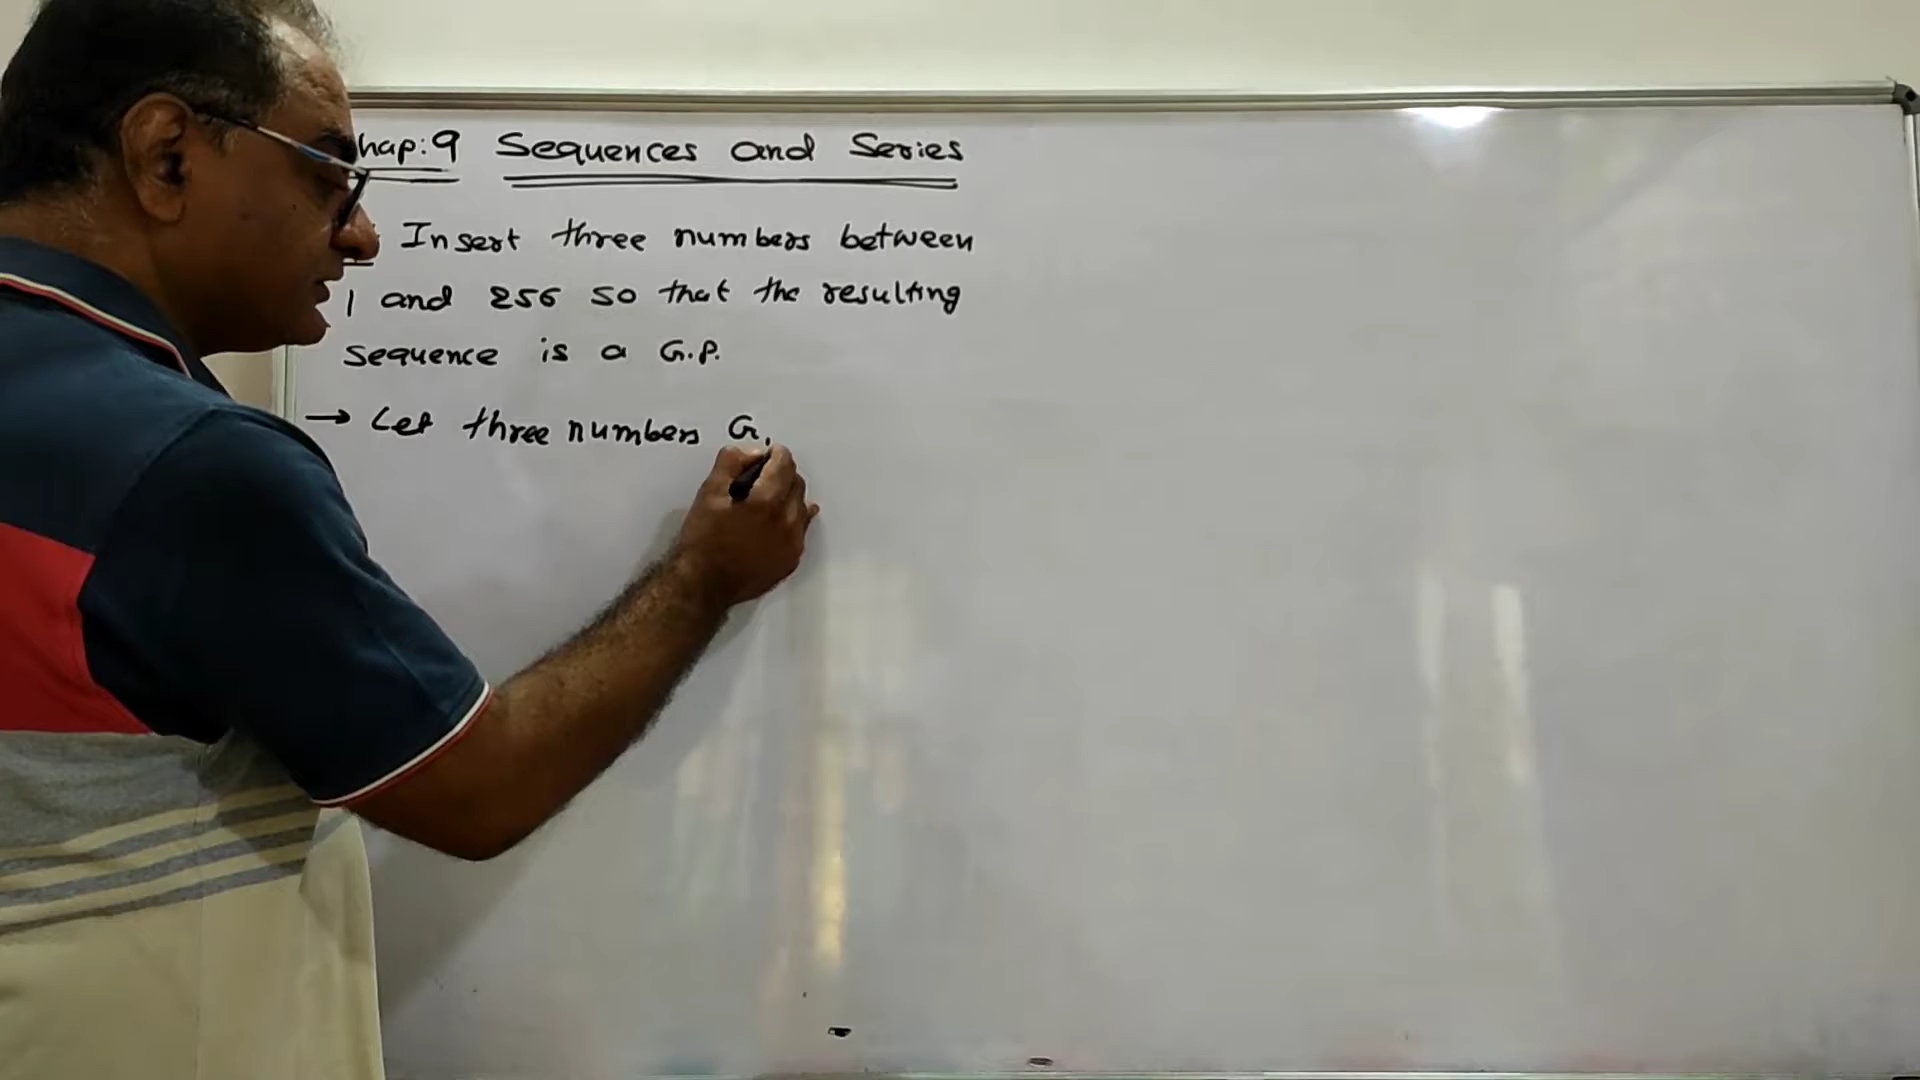 hap:9 Sequences and Series
Insert three numbers between
1 and 256 so that the resulting
sequence is a G.P.
→ Let three numbers G,